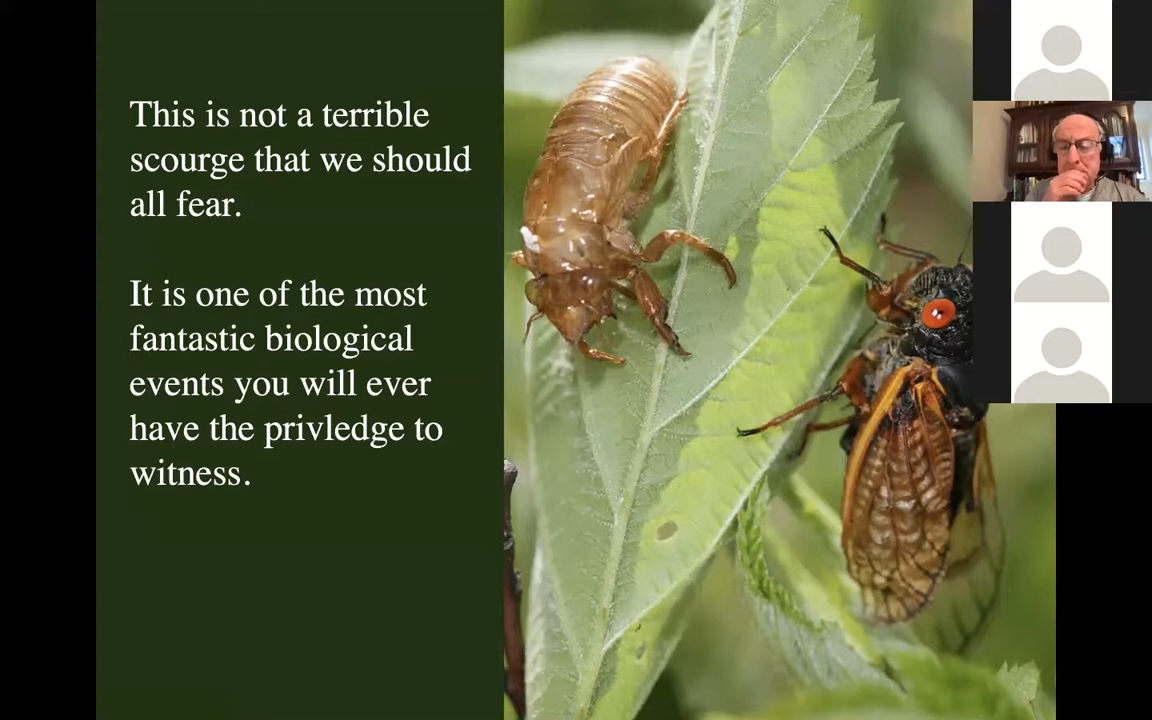 This is not a terrible
scourge that we should
all fear.
It is one of the most
fantastic biological
events you will ever
have the privledge to
witness.